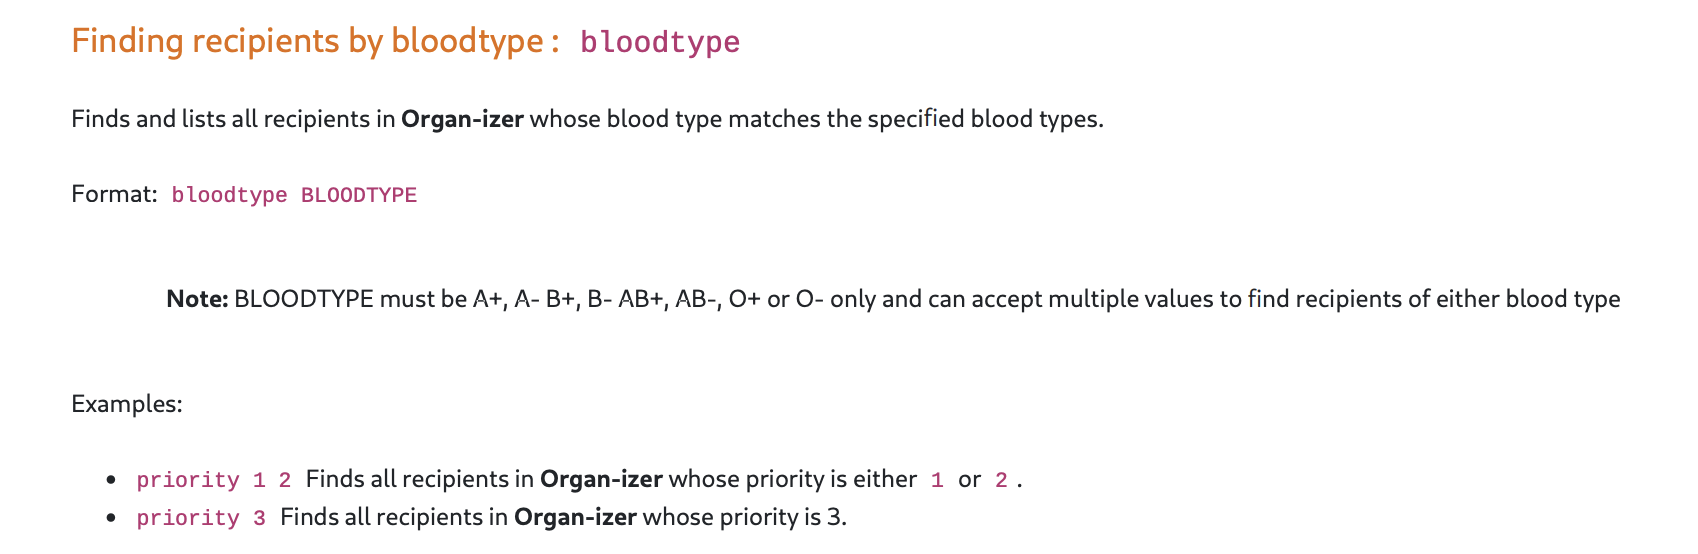 Finding recipients by bloodtype : bloodtype
Finds and lists all recipients in Organ-izer whose blood type matches the specified blood types.
Format: bloodtype BLOODTYPE
Note: BLOODTYPE must be A+, A- B+, B- AB+, AB-, O+ or O- only and can accept multiple values to find recipients of either blood type
Examples:
• priority 1 2 Finds all recipients in Organ-izer whose priority is either 1 or 2 .
• priority 3 Finds all recipients in Organ-izer whose priority is 3.